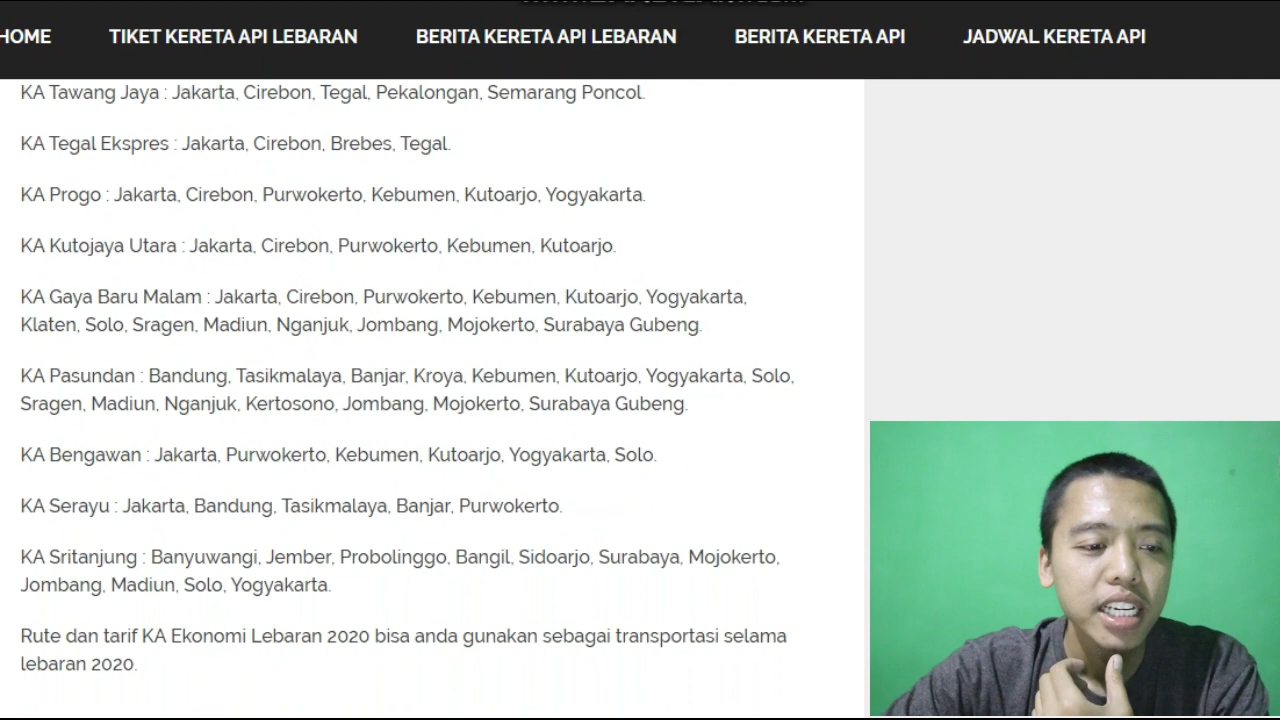 HOME TIKET KERETA API LEBARAN BERITA KERETA API LEBARAN BERITA KERETA API JADWAL KERETA API
KA Tawang Jaya : Jakarta, Cirebon, Tegal, Pekalongan, Semarang Poncol.
KA Tegal Ekspres : Jakarta, Cirebon, Brebes, Tegal.
KA Progo : Jakarta, Cirebon, Purwokerto, Kebumen, Kutoarjo, Yogyakarta.
KA Kutojaya Utara : Jakarta, Cirebon, Purwokerto, Kebumen, Kutoarjo.
KA Gaya Baru Malam : Jakarta, Cirebon, Purwokerto, Kebumen, Kutoarjo, Yogyakarta,
Klaten, Solo, Sragen, Madiun, Nganjuk, Jombang, Mojokerto, Surabaya Gubeng.
KA Pasundan : Bandung, Tasikmalaya, Banjar, Kroya, Kebumen, Kutoarjo, Yogyakarta, Solo,
Sragen, Madiun, Nganjuk, Kertosono, Jombang, Mojokerto, Surabaya Gubeng.
KA Bengawan : Jakarta, Purwokerto, Kebumen, Kutoarjo, Yogyakarta, Solo.
KA Serayu : Jakarta, Bandung, Tasikmalaya, Banjar, Purwokerto.
KA Sritanjung : Banyuwangi, Jember, Probolinggo, Bangil, Sidoarjo, Surabaya, Mojokerto,
Jombang, Madiun, Solo, Yogyakarta.
Rute dan tarif KA Ekonomi Lebaran 2020 bisa anda gunakan sebagai transportasi selama
lebaran 2020.